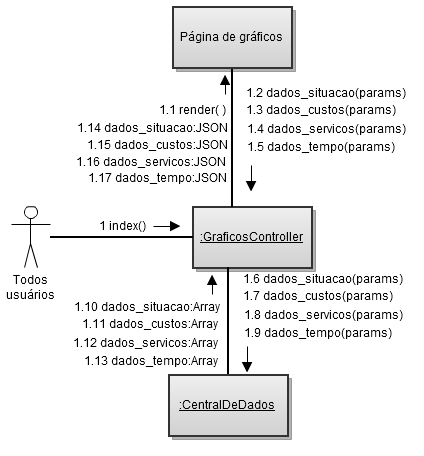 Página de gráficos
1.1 render( )
1.14 dados_situacao:JSON
1.15 dados_custos:JSON
1.16 dados_servicos:JSON
1.17 dados_tempo:JSON
1.2 dados_situacao(params)
1.3 dados_custos(params)
1.4 dados_servicos(params)
1.5 dados_tempo(params)
1 index()
:GraficosController
Todos
usuários
1.10 dados_situacao:Array
1.11 dados_custos:Array
1.12 dados_servicos:Array
1.13 dados_tempo:Array
1.6 dados_situacao(params)
1.7 dados_custos(params)
1.8 dados_servicos(params)
1.9 dados_tempo(params)
:CentralDeDados